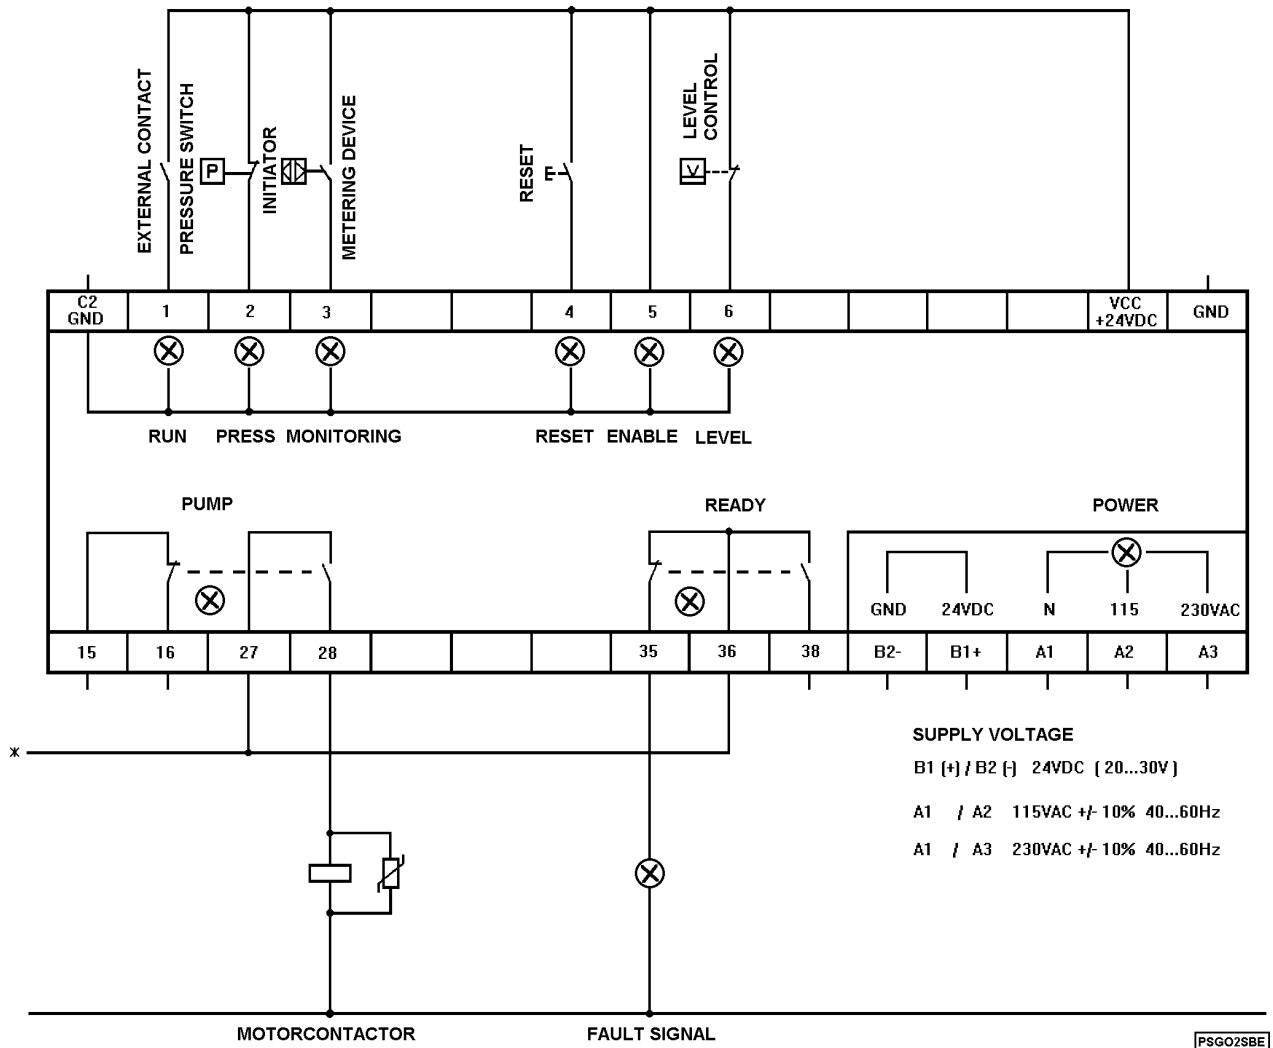 EXTERNAL CONTACT
PRESSURE SWITCH
P
INITIATOR
METERING DEVICE
RESET
E
LEVEL
CONTROL
V
C2
GND
1
2
3
4
5
6
VCC
+24VDC
GND
RUN
PRESS
MONITORING
RESET
ENABLE
LEVEL
PUMP
READY
POWER
GND
24VDC
N
115
230VAC
15
16
27
28
35
36
38
B2-
B1+
A1
A2
A3
*
SUPPLY VOLTAGE
B1 (+) / B2 (-) 24VDC ( 20...30V )
A1 / A2 115VAC +/- 10% 40...60Hz
A1 / A3 230VAC +/- 10% 40...60Hz
MOTORCONTACTOR
FAULT SIGNAL
PSGO2SBE